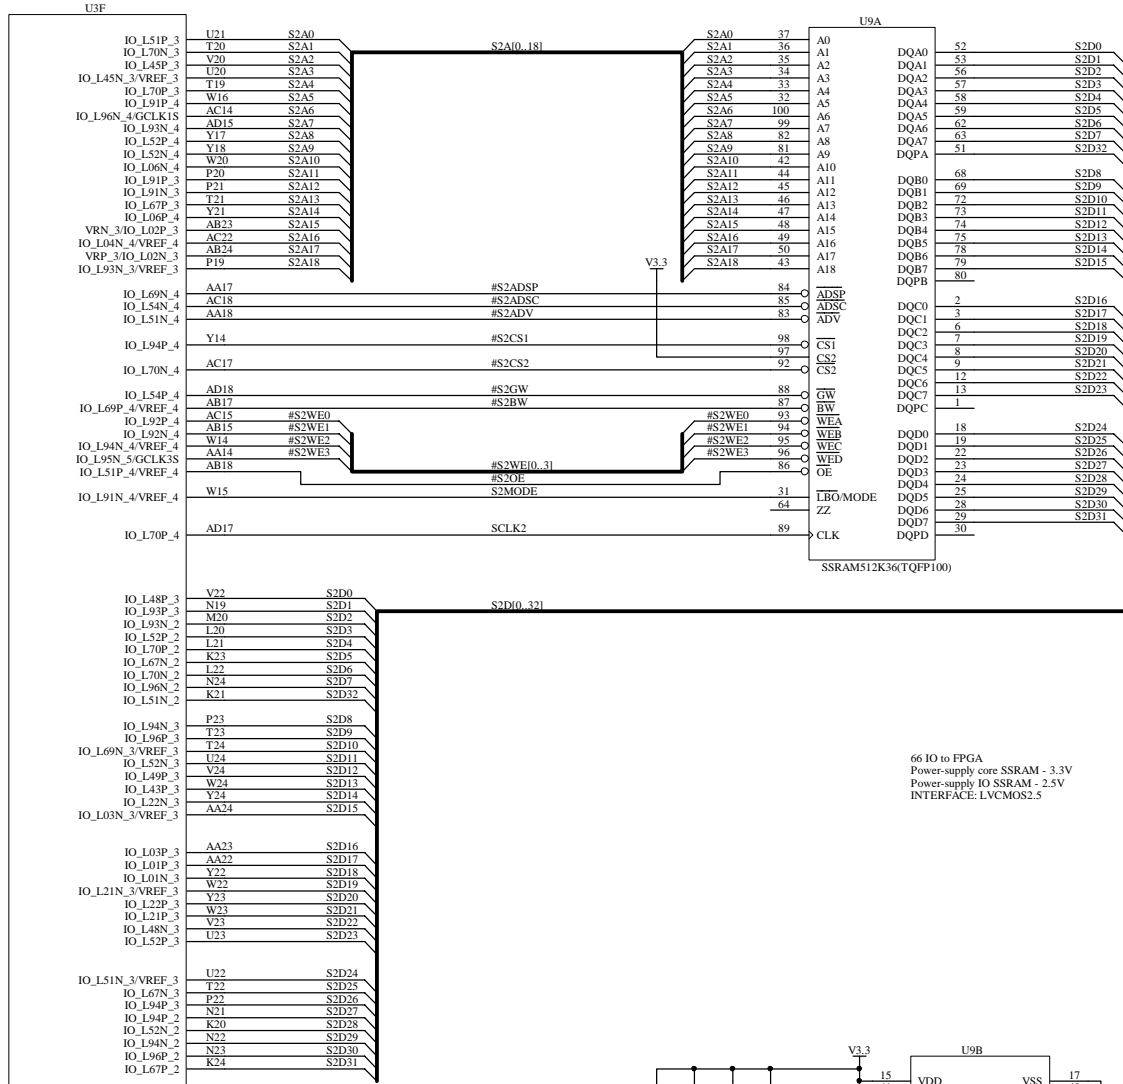 U3F
IO_L51P_3 U21 S2A0
IO_L70N_3 T20 S2A1
IO_L45P_3 V20 S2A2
IO_L45N_3/VREF_3 U20 S2A3
IO_L70P_3 T19 S2A4
IO_L91P_4 W16 S2A5
IO_L96N_4/GCLK1S AC14 S2A6
IO_L93N_4 AD15 S2A7
IO_L52P_4 Y17 S2A8
IO_L52N_4 Y18 S2A9
IO_L06N_4 W20 S2A10
IO_L91P_3 P20 S2A11
IO_L91N_3 P21 S2A12
IO_L67P_3 T21 S2A13
IO_L06P_4 Y21 S2A14
VRN_3/IO_L02P_3 AB23 S2A15
IO_L04N_4/VREF_4 AC22 S2A16
VRP_3/IO_L02N_3 AB24 S2A17
IO_L93N_3/VREF_3 P19 S2A18
S2A[0..18]
IO_L69N_4 AA17 #S2ADSP
IO_L54N_4 AC18 #S2ADSC
IO_L51N_4 AA18 #S2ADV
IO_L94P_4 Y14 #S2CS1
IO_L70N_4 AC17 #S2CS2
IO_L54P_4 AD18 #S2GW
IO_L69P_4/VREF_4 AB17 #S2BW
IO_L92P_4 AC15 #S2WE0
IO_L92N_4 AB15 #S2WE1
IO_L94N_4/VREF_4 W14 #S2WE2
IO_L95N_5/GCLK3S AA14 #S2WE3
IO_L51P_4/VREF_4 AB18
#S2WE[0..3]
#S2OE
IO_L91N_4/VREF_4 W15 S2MODE
IO_L70P_4 AD17 SCLK2
V3.3
U9A
S2A0 37 A0
S2A1 36 A1
S2A2 35 A2
S2A3 34 A3
S2A4 33 A4
S2A5 32 A5
S2A6 100 A6
S2A7 99 A7
S2A8 82 A8
S2A9 81 A9
S2A10 42 A10
S2A11 44 A11
S2A12 45 A12
S2A13 46 A13
S2A14 47 A14
S2A15 48 A15
S2A16 49 A16
S2A17 50 A17
S2A18 43 A18
84 ADSP
85 ADSC
83 ADV
98 CS1
97 CS2
92 CS2
88 GW
87 BW
#S2WE0 93 WEA
#S2WE1 94 WEB
#S2WE2 95 WEC
#S2WE3 96 WED
86 OE
31 LBO/MODE
64 ZZ
89 CLK
DQA0 52 S2D0
DQA1 53 S2D1
DQA2 56 S2D2
DQA3 57 S2D3
DQA4 58 S2D4
DQA5 59 S2D5
DQA6 62 S2D6
DQA7 63 S2D7
DQPA 51 S2D32
DQB0 68 S2D8
DQB1 69 S2D9
DQB2 72 S2D10
DQB3 73 S2D11
DQB4 74 S2D12
DQB5 75 S2D13
DQB6 78 S2D14
DQB7 79 S2D15
DQPB 80
DQC0 2 S2D16
DQC1 3 S2D17
DQC2 6 S2D18
DQC3 7 S2D19
DQC4 8 S2D20
DQC5 9 S2D21
DQC6 12 S2D22
DQC7 13 S2D23
DQPC 1
DQD0 18 S2D24
DQD1 19 S2D25
DQD2 22 S2D26
DQD3 23 S2D27
DQD4 24 S2D28
DQD5 25 S2D29
DQD6 28 S2D30
DQD7 29 S2D31
DQPD 30
SSRAM512K36(TQFP100)
IO_L48P_3 V22 S2D0
IO_L93P_3 N19 S2D1
IO_L93N_2 M20 S2D2
IO_L52P_2 L20 S2D3
IO_L70P_2 L21 S2D4
IO_L67N_2 K23 S2D5
IO_L70N_2 L22 S2D6
IO_L96N_2 N24 S2D7
IO_L51N_2 K21 S2D32
S2D[0..32]
IO_L94N_3 P23 S2D8
IO_L96P_3 T23 S2D9
IO_L69N_3/VREF_3 T24 S2D10
IO_L52N_3 U24 S2D11
IO_L49P_3 V24 S2D12
IO_L43P_3 W24 S2D13
IO_L22N_3 Y24 S2D14
IO_L03N_3/VREF_3 AA24 S2D15
66 IO to FPGA
Power-supply core SSRAM - 3.3V
Power-supply IO SSRAM - 2.5V
INTERFACE: LVCMOS2.5
IO_L03P_3 AA23 S2D16
IO_L01P_3 AA22 S2D17
IO_L01N_3 Y22 S2D18
IO_L21N_3/VREF_3 W22 S2D19
IO_L22P_3 Y23 S2D20
IO_L21P_3 W23 S2D21
IO_L48N_3 V23 S2D22
IO_L52P_3 U23 S2D23
IO_L51N_3/VREF_3 U22 S2D24
IO_L67N_3 T22 S2D25
IO_L94P_3 P22 S2D26
IO_L94P_2 N21 S2D27
IO_L52N_2 K20 S2D28
IO_L94N_2 N22 S2D29
IO_L96P_2 N23 S2D30
IO_L67P_2 K24 S2D31
V3.3
U9B
15 VDD VSS 17